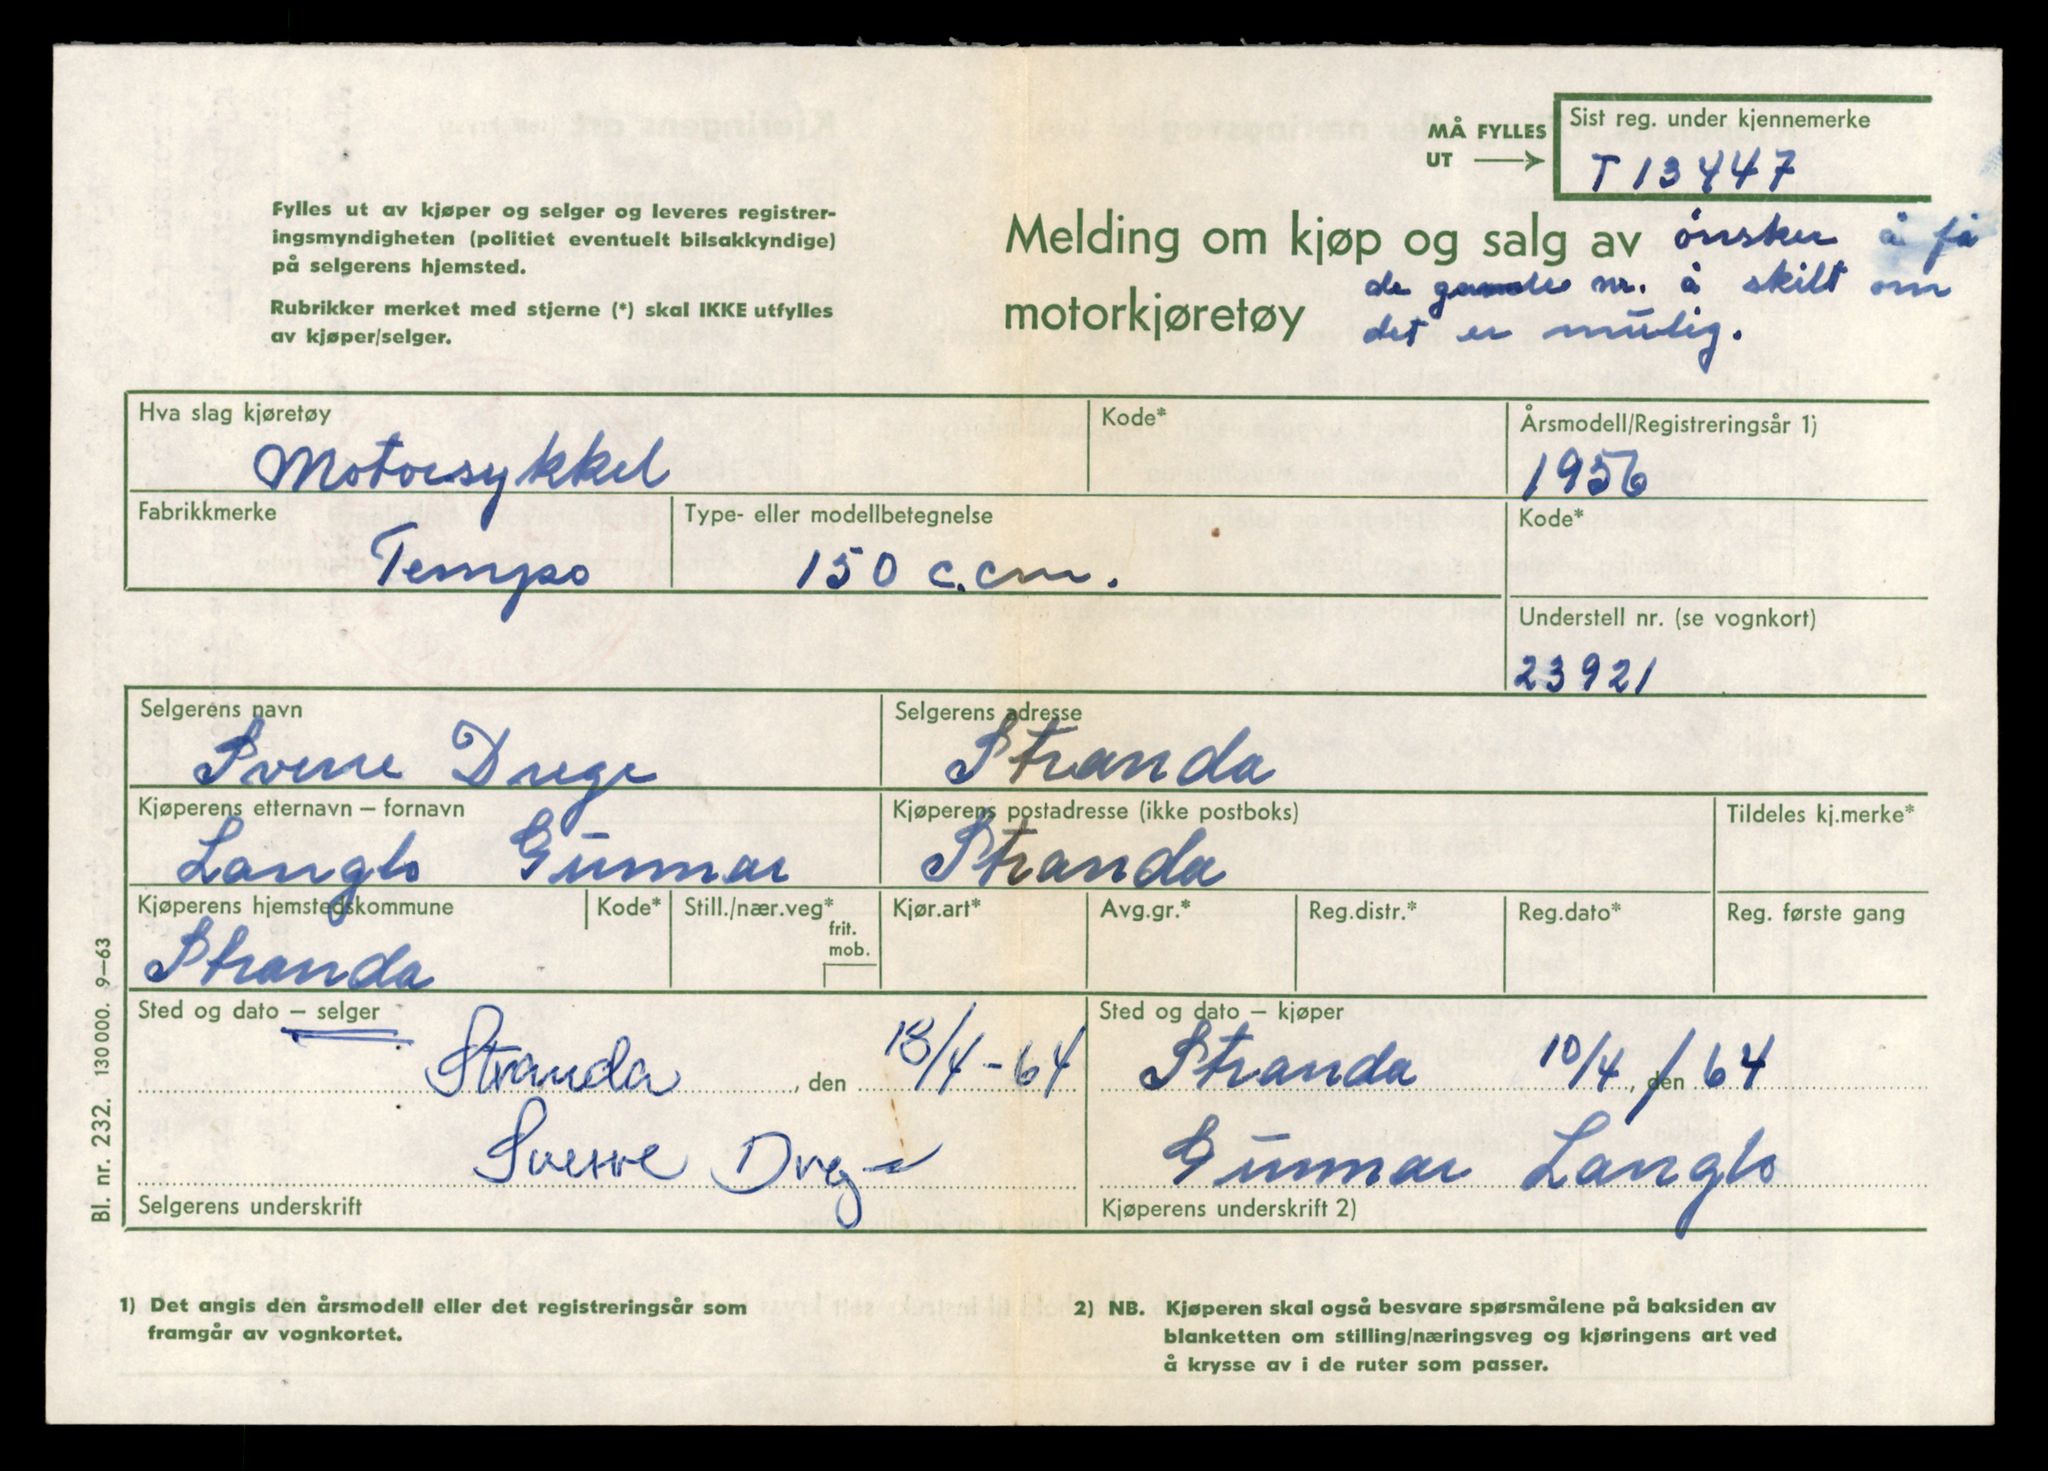 MÅ FYLLES
UT
Sist reg. under kjennemerke
T 13447
Fylles ut av kjøper og selger og leveres registrer-
ingsmyndigheten (politiet eventuelt bilsakkyndige)
på selgerens hjemsted.
Rubrikker merket med stjerne (*) skal IKKE utfylles
av kjøper/selger.
Melding om kjøp og salg av
motorkjøretøy
ønsker å få
de gamle nr. å skilt om
det er mulig.
Hva slag kjøretøy
Motorsykkel
Kode*
Årsmodell/Registreringsår 1)
1956
Fabrikkmerke
Tempo
Type- eller modellbetegnelse
150 c.cm.
Kode*
Understell nr. (se vognkort)
23921
Selgerens navn
Sverre Drege
Selgerens adresse
Stranda
Kjøperens etternavn – fornavn
Langlo Gunnar
Kjøperens postadresse (ikke postboks)
Stranda
Tildeles kj.merke*
Kjøperens hjemstedskommune
Stranda
Kode*
Still./nær.veg*
frit.
mob.
Kjør.art*
Avg.gr.*
Reg.distr.*
Reg.dato*
Reg. første gang
Sted og dato – selger
Stranda, den 18/4-64
Sverre Drege
Selgerens underskrift
Sted og dato – kjøper
Stranda 10/4, den / 64
Gunnar Langlo
Kjøperens underskrift 2)
Bl. nr. 232. 130000. 9–63
1) Det angis den årsmodell eller det registreringsår som
framgår av vognkortet.
2) NB. Kjøperen skal også besvare spørsmålene på baksiden av
blanketten om stilling/næringsveg og kjøringens art ved
å krysse av i de ruter som passer.